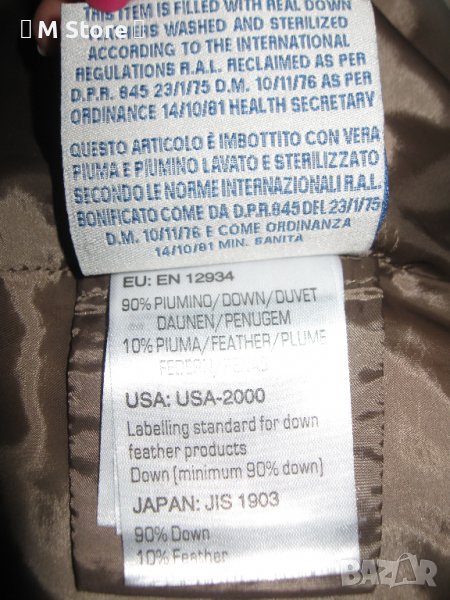 M Store
THIS ITEM IS FILLED WITH REAL DOWN
IS WASHED AND STERILIZED
ACCORDING TO THE INTERNATIONAL
REGULATIONS R.A.L. RECLAIMED AS PER
D.P.R. 845 23/1/75 D.M. 10/11/76 AS PER
ORDINANCE 14/10/81 HEALTH SECRETARY
QUESTO ARTICOLO È IMBOTTITO CON VERA
PIUMA E PIUMINO LAVATO E STERILIZZATO
SECONDO LE NORME INTERNAZIONALI R.A.L.
BONIFICATO COME DA D.P.R.845 DEL 23/1/75
D.M. 10/11/76 E COME ORDINANZA
14/10/81 MIN. SANITÀ
EU: EN 12934
90% PIUMINO/DOWN/DUVET
DAUNEN/PENUGEM
10% PIUMA/FEATHER/PLUME
USA: USA-2000
Labelling standard for down
feather products
Down (minimum 90% down)
JAPAN: JIS 1903
90% Down
10% Feather
BAZAR